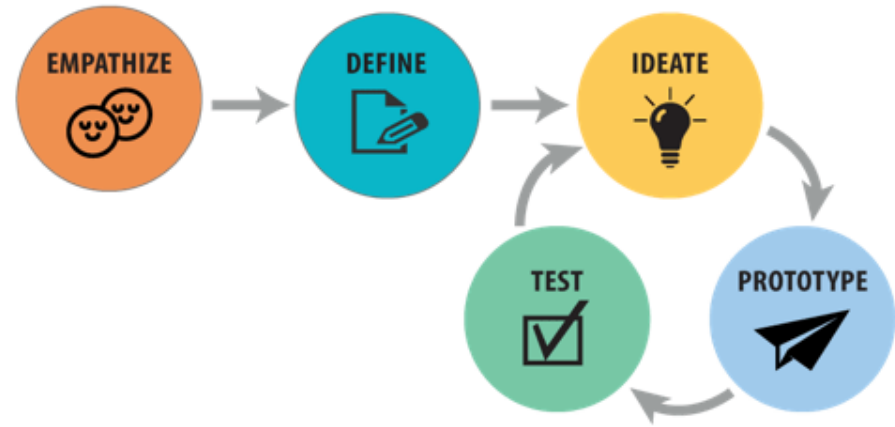 EMPATHIZE
DEFINE
IDEATE
TEST
PROTOTYPE